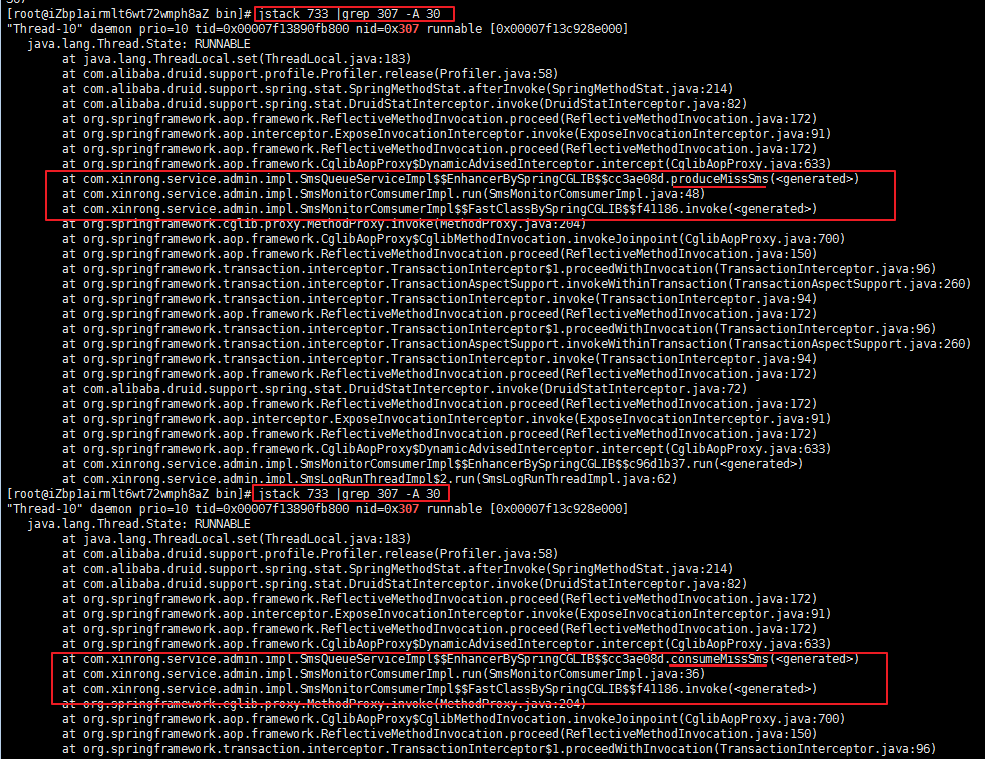 [root@iZbp1airmlt6wt72wmph8aZ bin]# jstack 733 |grep 307 -A 30
"Thread-10" daemon prio=10 tid=0x00007f13890fb800 nid=0x307 runnable [0x00007f13c928e000]
java.lang.Thread.State: RUNNABLE
at java.lang.ThreadLocal.set(ThreadLocal.java:183)
at com.alibaba.druid.support.profile.Profiler.release(Profiler.java:58)
at com.alibaba.druid.support.spring.stat.SpringMethodStat.afterInvoke(SpringMethodStat.java:214)
at com.alibaba.druid.support.spring.stat.DruidStatInterceptor.invoke(DruidStatInterceptor.java:82)
at org.springframework.aop.framework.ReflectiveMethodInvocation.proceed(ReflectiveMethodInvocation.java:172)
at org.springframework.aop.interceptor.ExposeInvocationInterceptor.invoke(ExposeInvocationInterceptor.java:91)
at org.springframework.aop.framework.ReflectiveMethodInvocation.proceed(ReflectiveMethodInvocation.java:172)
at org.springframework.aop.framework.CglibAopProxy$DynamicAdvisedInterceptor.intercept(CglibAopProxy.java:633)
at com.xinrong.service.admin.impl.SmsQueueServiceImpl$$EnhancerBySpringCGLIB$$cc3ae08d.produceMissSms(<generated>)
at com.xinrong.service.admin.impl.SmsMonitorComsumerImpl.run(SmsMonitorComsumerImpl.java:48)
at com.xinrong.service.admin.impl.SmsMonitorComsumerImpl$$FastClassBySpringCGLIB$$f41186.invoke(<generated>)
at org.springframework.cglib.proxy.MethodProxy.invoke(MethodProxy.java:204)
at org.springframework.aop.framework.CglibAopProxy$CglibMethodInvocation.invokeJoinpoint(CglibAopProxy.java:700)
at org.springframework.aop.framework.ReflectiveMethodInvocation.proceed(ReflectiveMethodInvocation.java:150)
at org.springframework.transaction.interceptor.TransactionInterceptor$1.proceedWithInvocation(TransactionInterceptor.java:96)
at org.springframework.transaction.interceptor.TransactionAspectSupport.invokeWithinTransaction(TransactionAspectSupport.java:260)
at org.springframework.transaction.interceptor.TransactionInterceptor.invoke(TransactionInterceptor.java:94)
at org.springframework.aop.framework.ReflectiveMethodInvocation.proceed(ReflectiveMethodInvocation.java:172)
at org.springframework.transaction.interceptor.TransactionInterceptor$1.proceedWithInvocation(TransactionInterceptor.java:96)
at org.springframework.transaction.interceptor.TransactionAspectSupport.invokeWithinTransaction(TransactionAspectSupport.java:260)
at org.springframework.transaction.interceptor.TransactionInterceptor.invoke(TransactionInterceptor.java:94)
at org.springframework.aop.framework.ReflectiveMethodInvocation.proceed(ReflectiveMethodInvocation.java:172)
at com.alibaba.druid.support.spring.stat.DruidStatInterceptor.invoke(DruidStatInterceptor.java:72)
at org.springframework.aop.framework.ReflectiveMethodInvocation.proceed(ReflectiveMethodInvocation.java:172)
at org.springframework.aop.interceptor.ExposeInvocationInterceptor.invoke(ExposeInvocationInterceptor.java:91)
at org.springframework.aop.framework.ReflectiveMethodInvocation.proceed(ReflectiveMethodInvocation.java:172)
at org.springframework.aop.framework.CglibAopProxy$DynamicAdvisedInterceptor.intercept(CglibAopProxy.java:633)
at com.xinrong.service.admin.impl.SmsMonitorComsumerImpl$$EnhancerBySpringCGLIB$$c96d1b37.run(<generated>)
at com.xinrong.service.admin.impl.SmsLogRunThreadImpl$2.run(SmsLogRunThreadImpl.java:62)
[root@iZbp1airmlt6wt72wmph8aZ bin]# jstack 733 |grep 307 -A 30
"Thread-10" daemon prio=10 tid=0x00007f13890fb800 nid=0x307 runnable [0x00007f13c928e000]
java.lang.Thread.State: RUNNABLE
at java.lang.ThreadLocal.set(ThreadLocal.java:183)
at com.alibaba.druid.support.profile.Profiler.release(Profiler.java:58)
at com.alibaba.druid.support.spring.stat.SpringMethodStat.afterInvoke(SpringMethodStat.java:214)
at com.alibaba.druid.support.spring.stat.DruidStatInterceptor.invoke(DruidStatInterceptor.java:82)
at org.springframework.aop.framework.ReflectiveMethodInvocation.proceed(ReflectiveMethodInvocation.java:172)
at org.springframework.aop.interceptor.ExposeInvocationInterceptor.invoke(ExposeInvocationInterceptor.java:91)
at org.springframework.aop.framework.ReflectiveMethodInvocation.proceed(ReflectiveMethodInvocation.java:172)
at org.springframework.aop.framework.CglibAopProxy$DynamicAdvisedInterceptor.intercept(CglibAopProxy.java:633)
at com.xinrong.service.admin.impl.SmsQueueServiceImpl$$EnhancerBySpringCGLIB$$cc3ae08d.consumeMissSms(<generated>)
at com.xinrong.service.admin.impl.SmsMonitorComsumerImpl.run(SmsMonitorComsumerImpl.java:36)
at com.xinrong.service.admin.impl.SmsMonitorComsumerImpl$$FastClassBySpringCGLIB$$f41186.invoke(<generated>)
at org.springframework.cglib.proxy.MethodProxy.invoke(MethodProxy.java:204)
at org.springframework.aop.framework.CglibAopProxy$CglibMethodInvocation.invokeJoinpoint(CglibAopProxy.java:700)
at org.springframework.aop.framework.ReflectiveMethodInvocation.proceed(ReflectiveMethodInvocation.java:150)
at org.springframework.transaction.interceptor.TransactionInterceptor$1.proceedWithInvocation(TransactionInterceptor.java:96)